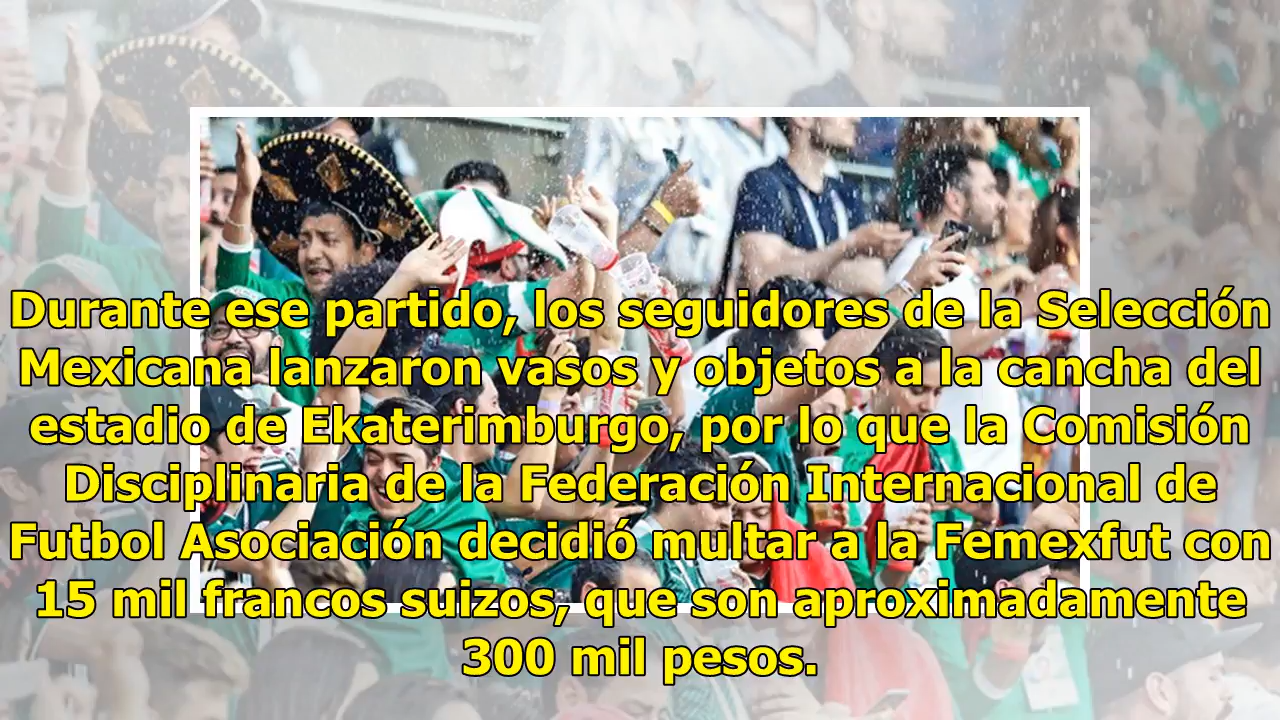 Durante ese partido, los seguidores de la Selección
Mexicana lanzaron vasos y objetos a la cancha del
estadio de Ekaterimburgo, por lo que la Comisión
Disciplinaria de la Federación Internacional de
Futbol Asociación decidió multar a la Femexfut con
15 mil francos suizos, que son aproximadamente
300 mil pesos.